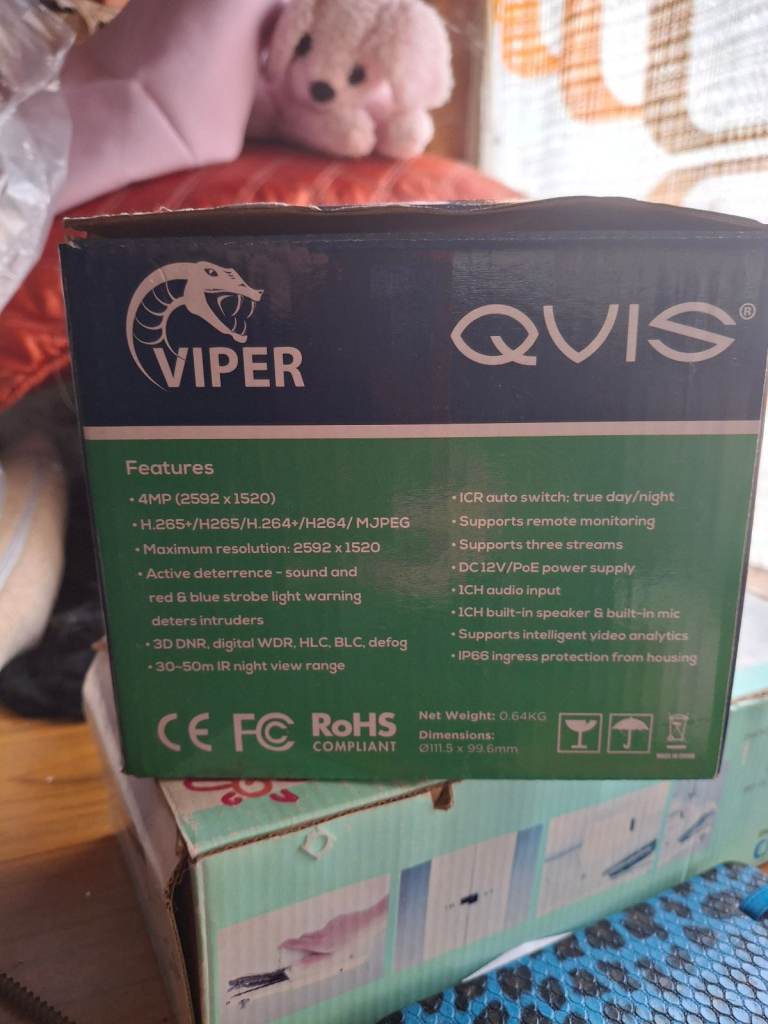 VIPER
QVIS®
Features
• 4MP (2592 x 1520)
• H.265+/H265/H.264+/H264/ MJPEG
• Maximum resolution: 2592 x 1520
• Active deterrence - sound and
red & blue strobe light warning
deters intruders
• 3D DNR, digital WDR, HLC, BLC, defog
• 30~50m IR night view range
• ICR auto switch; true day/night
• Supports remote monitoring
• Supports three streams
• DC 12V/PoE power supply
• 1CH audio input
• 1CH built-in speaker & built-in mic
• Supports intelligent video analytics
• IP66 ingress protection from housing
CE FC RoHS
COMPLIANT
Net Weight: 0.64KG
Dimensions:
Ø111.5 x 99.6mm
MADE IN CHINA